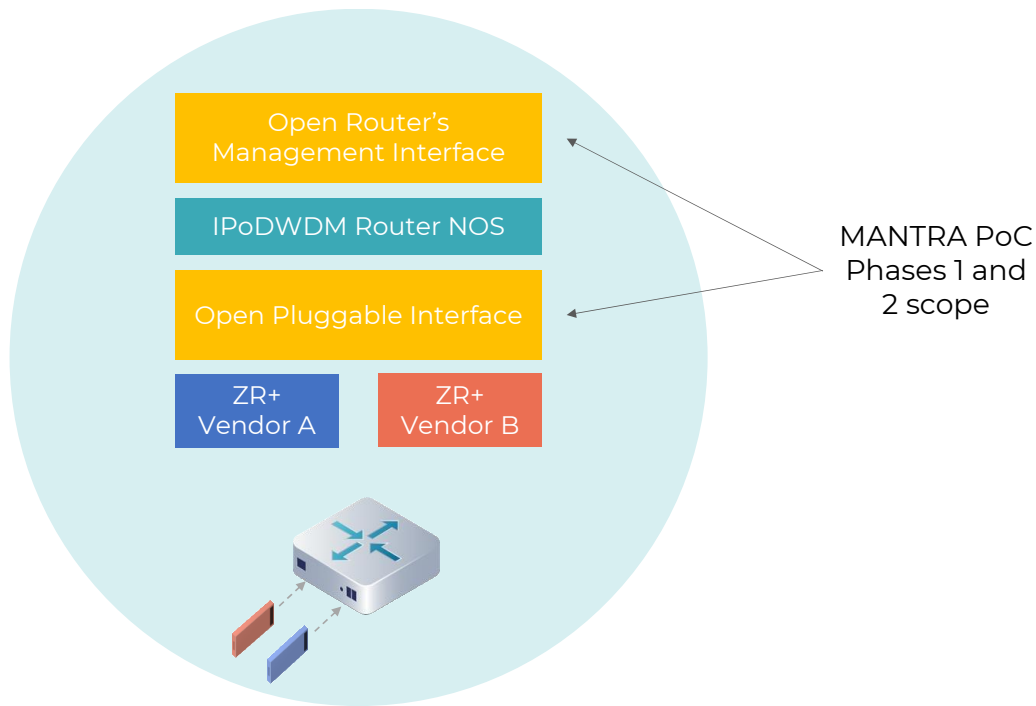 Open Router’s
Management Interface
IPoDWDM Router NOS
Open Pluggable Interface
ZR+
Vendor A
ZR+
Vendor B
MANTRA PoC
Phases 1 and
2 scope